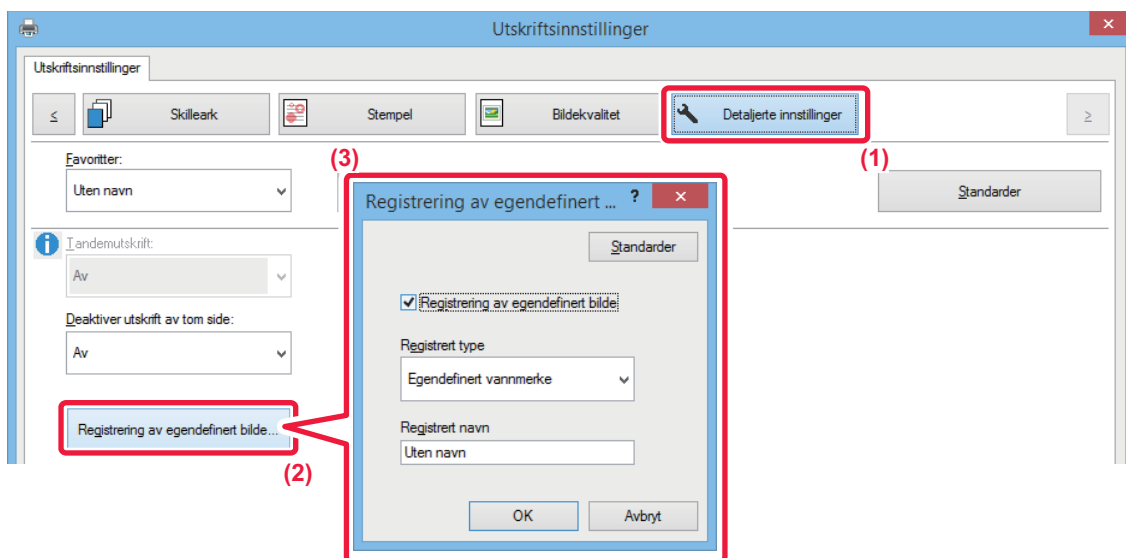 Utskriftsinnstillinger
Utskriftsinnstillinger
≤
Skilleark
Stempel
Bildekvalitet
Detaljerte innstillinger
≥
(1)
Favoritter:
Uten navn
Standarder
(3)
Tandemutskrift:
Av
Deaktiver utskrift av tom side:
Av
Registrering av egendefinert bilde...
(2)
Registrering av egendefinert ... ?
Standarder
Registrering av egendefinert bilde
Registrert type
Egendefinert vannmerke
Registrert navn
Uten navn
OK
Avbryt